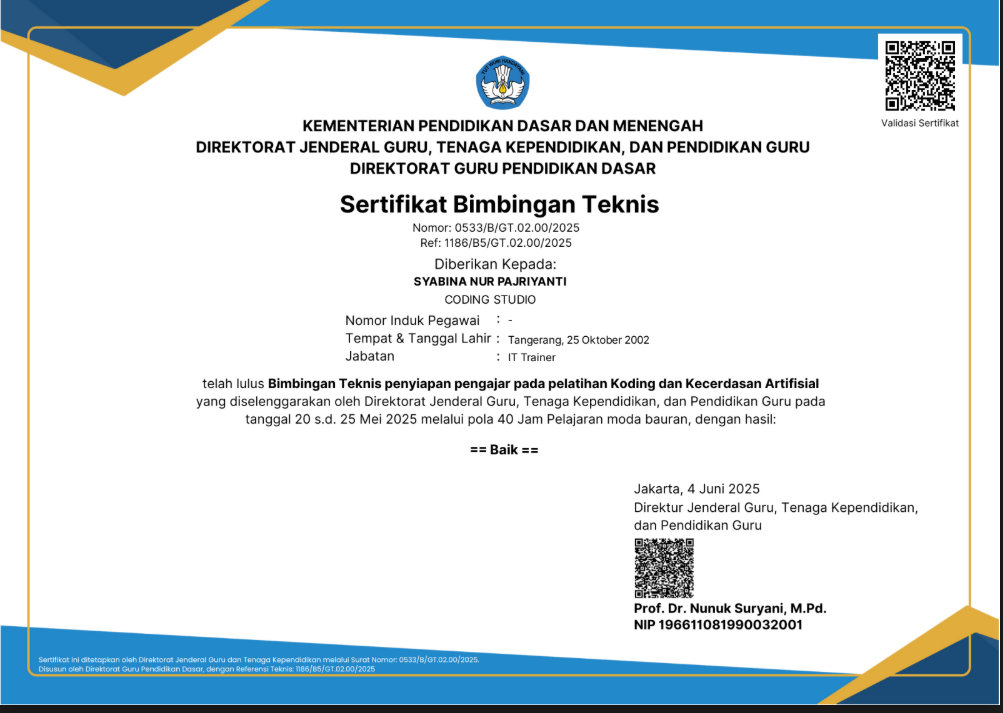 TUT WURI HANDAYANI
Validasi Sertifikat
KEMENTERIAN PENDIDIKAN DASAR DAN MENENGAH
DIREKTORAT JENDERAL GURU, TENAGA KEPENDIDIKAN, DAN PENDIDIKAN GURU
DIREKTORAT GURU PENDIDIKAN DASAR
Sertifikat Bimbingan Teknis
Nomor: 0533/B/GT.02.00/2025
Ref: 1186/B5/GT.02.00/2025
Diberikan Kepada:
SYABINA NUR PAJRIYANTI
CODING STUDIO
Nomor Induk Pegawai : -
Tempat & Tanggal Lahir : Tangerang, 25 Oktober 2002
Jabatan : IT Trainer
telah lulus Bimbingan Teknis penyiapan pengajar pada pelatihan Koding dan Kecerdasan Artifisial
yang diselenggarakan oleh Direktorat Jenderal Guru, Tenaga Kependidikan, dan Pendidikan Guru pada
tanggal 20 s.d. 25 Mei 2025 melalui pola 40 Jam Pelajaran moda bauran, dengan hasil:
== Baik ==
Jakarta, 4 Juni 2025
Direktur Jenderal Guru, Tenaga Kependidikan,
dan Pendidikan Guru
Prof. Dr. Nunuk Suryani, M.Pd.
NIP 196611081990032001
Sertifikat ini ditetapkan oleh Direktorat Jenderal Guru dan Tenaga Kependidikan melalui Surat Nomor: 0533/B/GT.02.00/2025.
Disusun oleh Direktorat Guru Pendidikan Dasar, dengan Referensi Teknis: 1186/B5/GT.02.00/2025